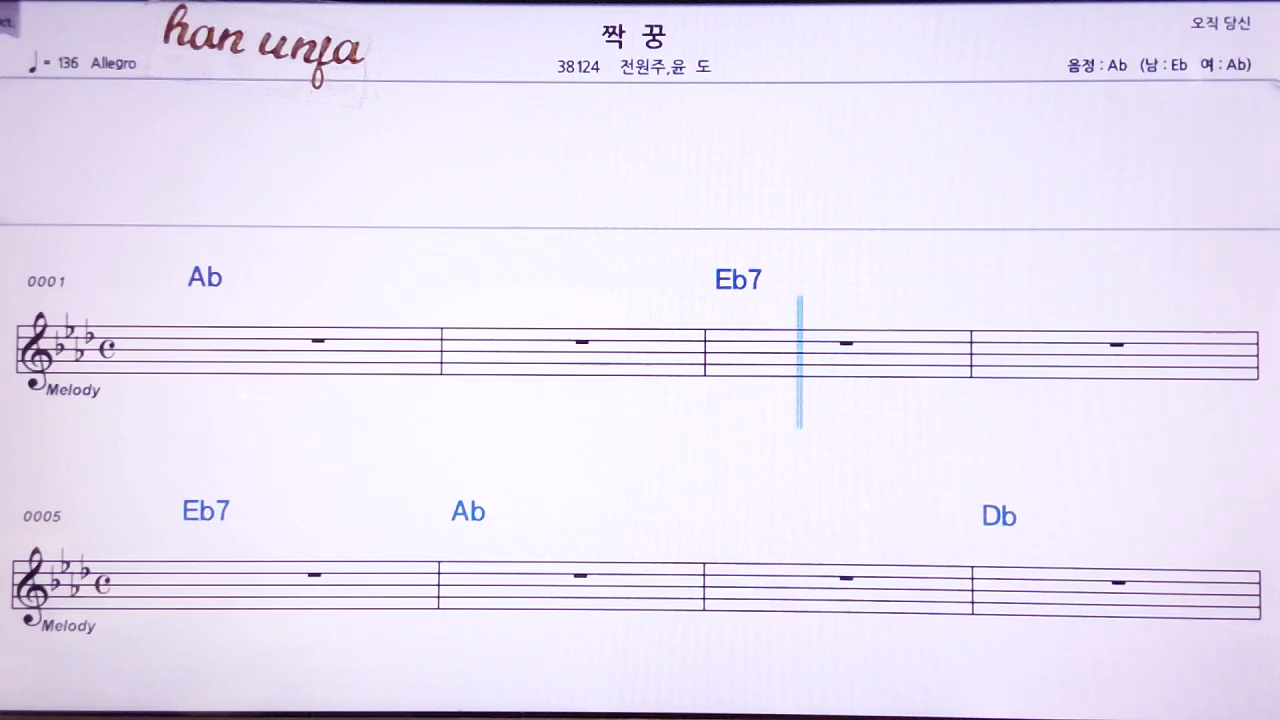 han unja
짝 꿍
오직 당신
♩ = 136 Allegro
38124 전원주,윤 도
음정 : Ab (남 : Eb 여 : Ab)
0001 Ab Eb7
Melody
0005 Eb7 Ab Db
Melody